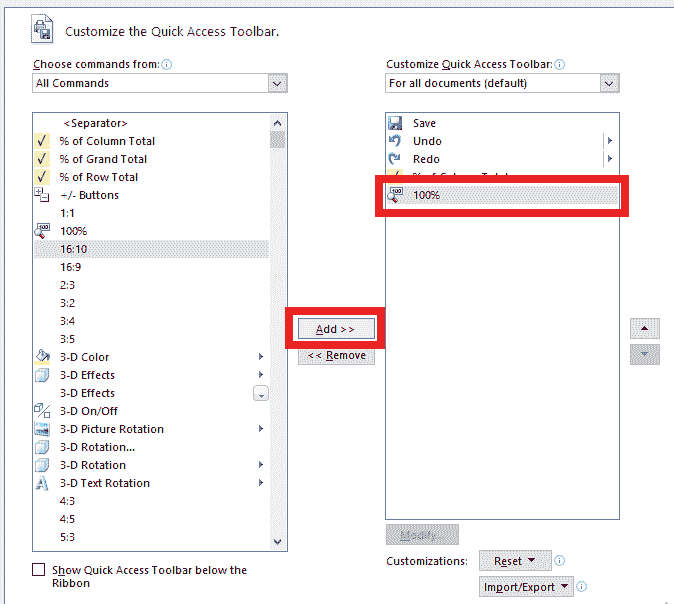 Customize the Quick Access Toolbar.
Choose commands from:
All Commands
<Separator>
% of Column Total
% of Grand Total
% of Row Total
+/- Buttons
1:1
100%
16:10
16:9
2:3
3:2
3:4
3:5
3-D Color
3-D Effects
3-D Effects
3-D On/Off
3-D Picture Rotation
3-D Rotation...
3-D Rotation
3-D Text Rotation
4:3
4:5
5:3
Show Quick Access Toolbar below the
Ribbon
Add >>
<< Remove
Customize Quick Access Toolbar:
For all documents (default)
Save
Undo
Redo
% of Column Total
100%
Modify...
Customizations:
Reset
Import/Export